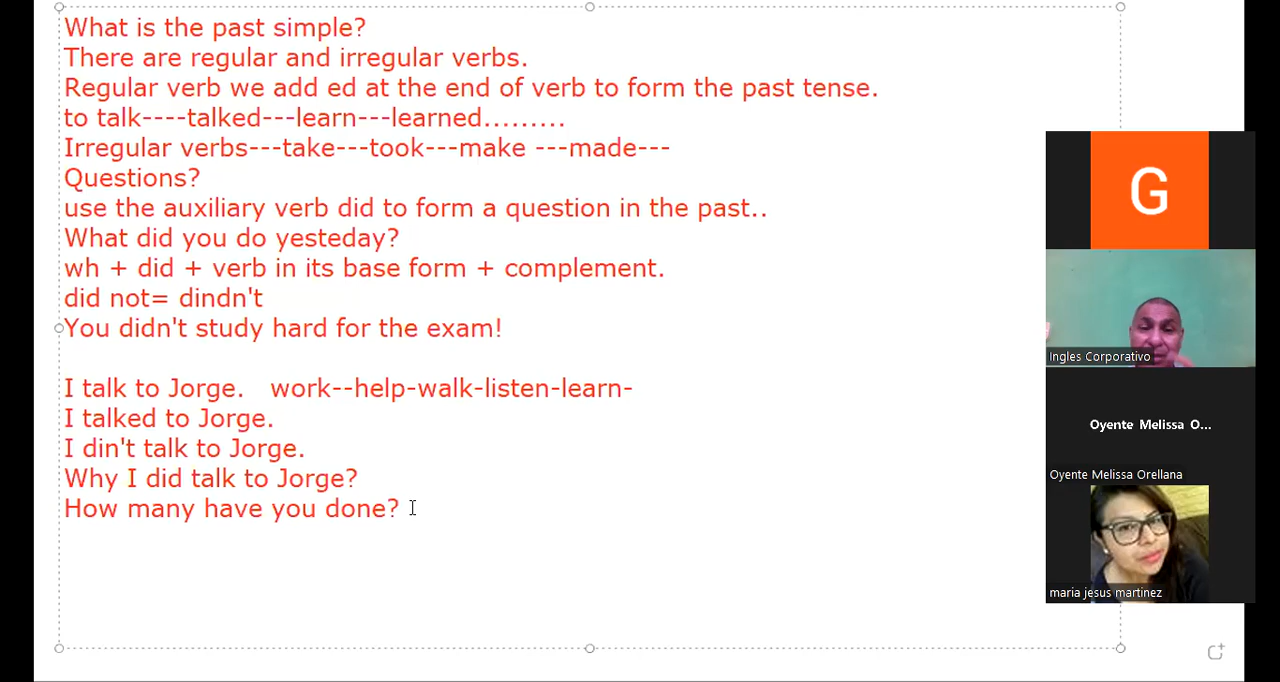 What is the past simple?
There are regular and irregular verbs.
Regular verb we add ed at the end of verb to form the past tense.
to talk----talked---learn---learned.........
Irregular verbs---take---took---make ---made---
Questions?
use the auxiliary verb did to form a question in the past..
What did you do yesteday?
wh + did + verb in its base form + complement.
did not= dindn't
You didn't study hard for the exam!
I talk to Jorge.   work--help-walk-listen-learn-
I talked to Jorge.
I din't talk to Jorge.
Why I did talk to Jorge?
How many have you done?
G
Ingles Corporativo
Oyente Melissa O...
Oyente Melissa Orellana
maria jesus martinez